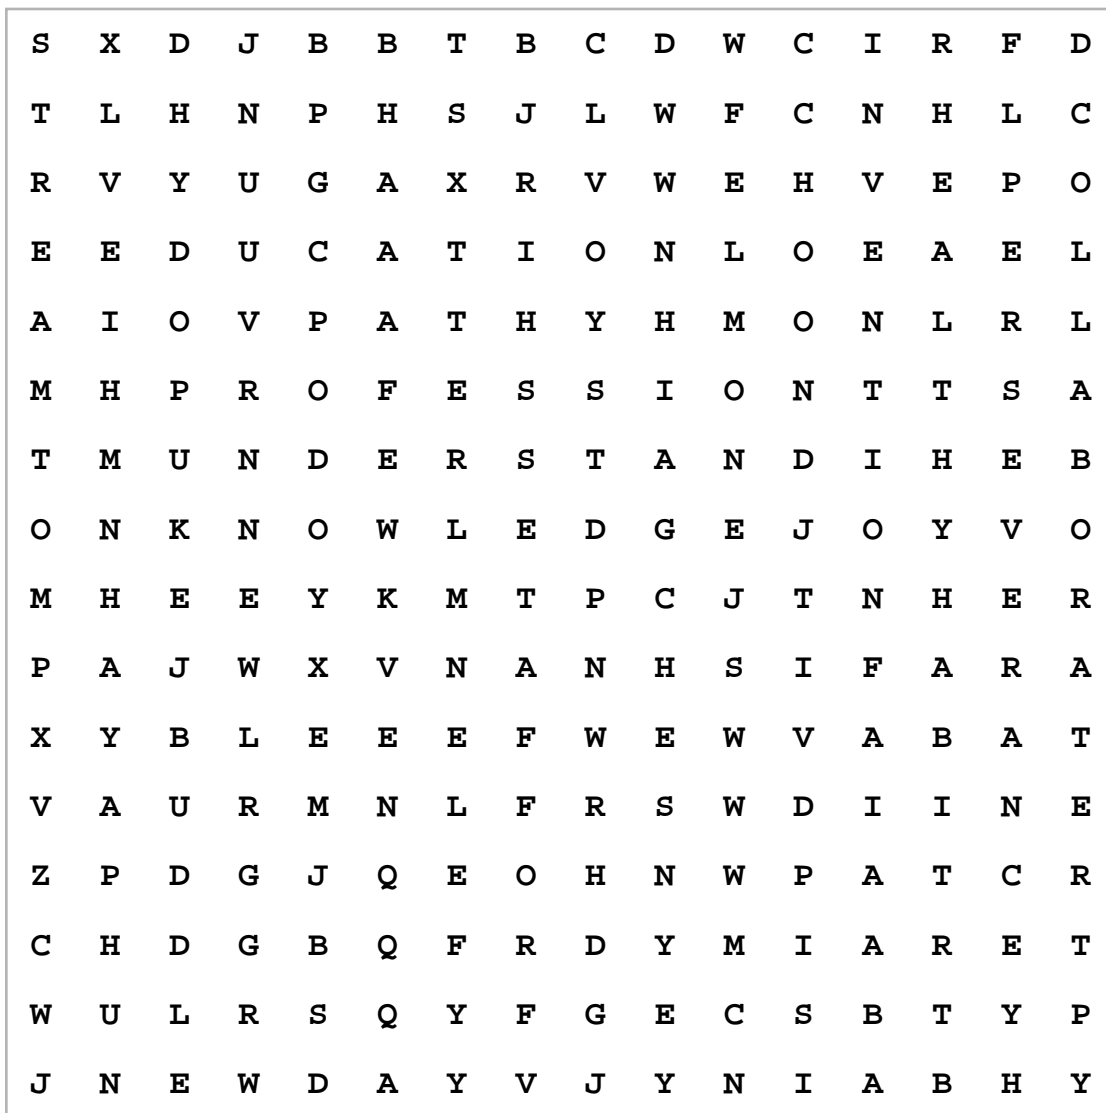 S X D J B B T B C D W C I R F D
T L H N P H S J L W F C N H L C
R V Y U G A X R V W E H V E P O
E E D U C A T I O N L O E A E L
A I O V P A T H Y H M O N L R L
M H P R O F E S S I O N T T S A
T M U N D E R S T A N D I H E B
O N K N O W L E D G E J O Y V O
M H E E Y K M T P C J T N H E R
P A J W X V N A N H S I F A R A
X Y B L E E E F W E W V A B A T
V A U R M N L F R S W D I I N E
Z P D G J Q E O H N W P A T C R
C H D G B Q F R D Y M I A R E T
W U L R S Q Y F G E C S B T Y P
J N E W D A Y V J Y N I A B H Y